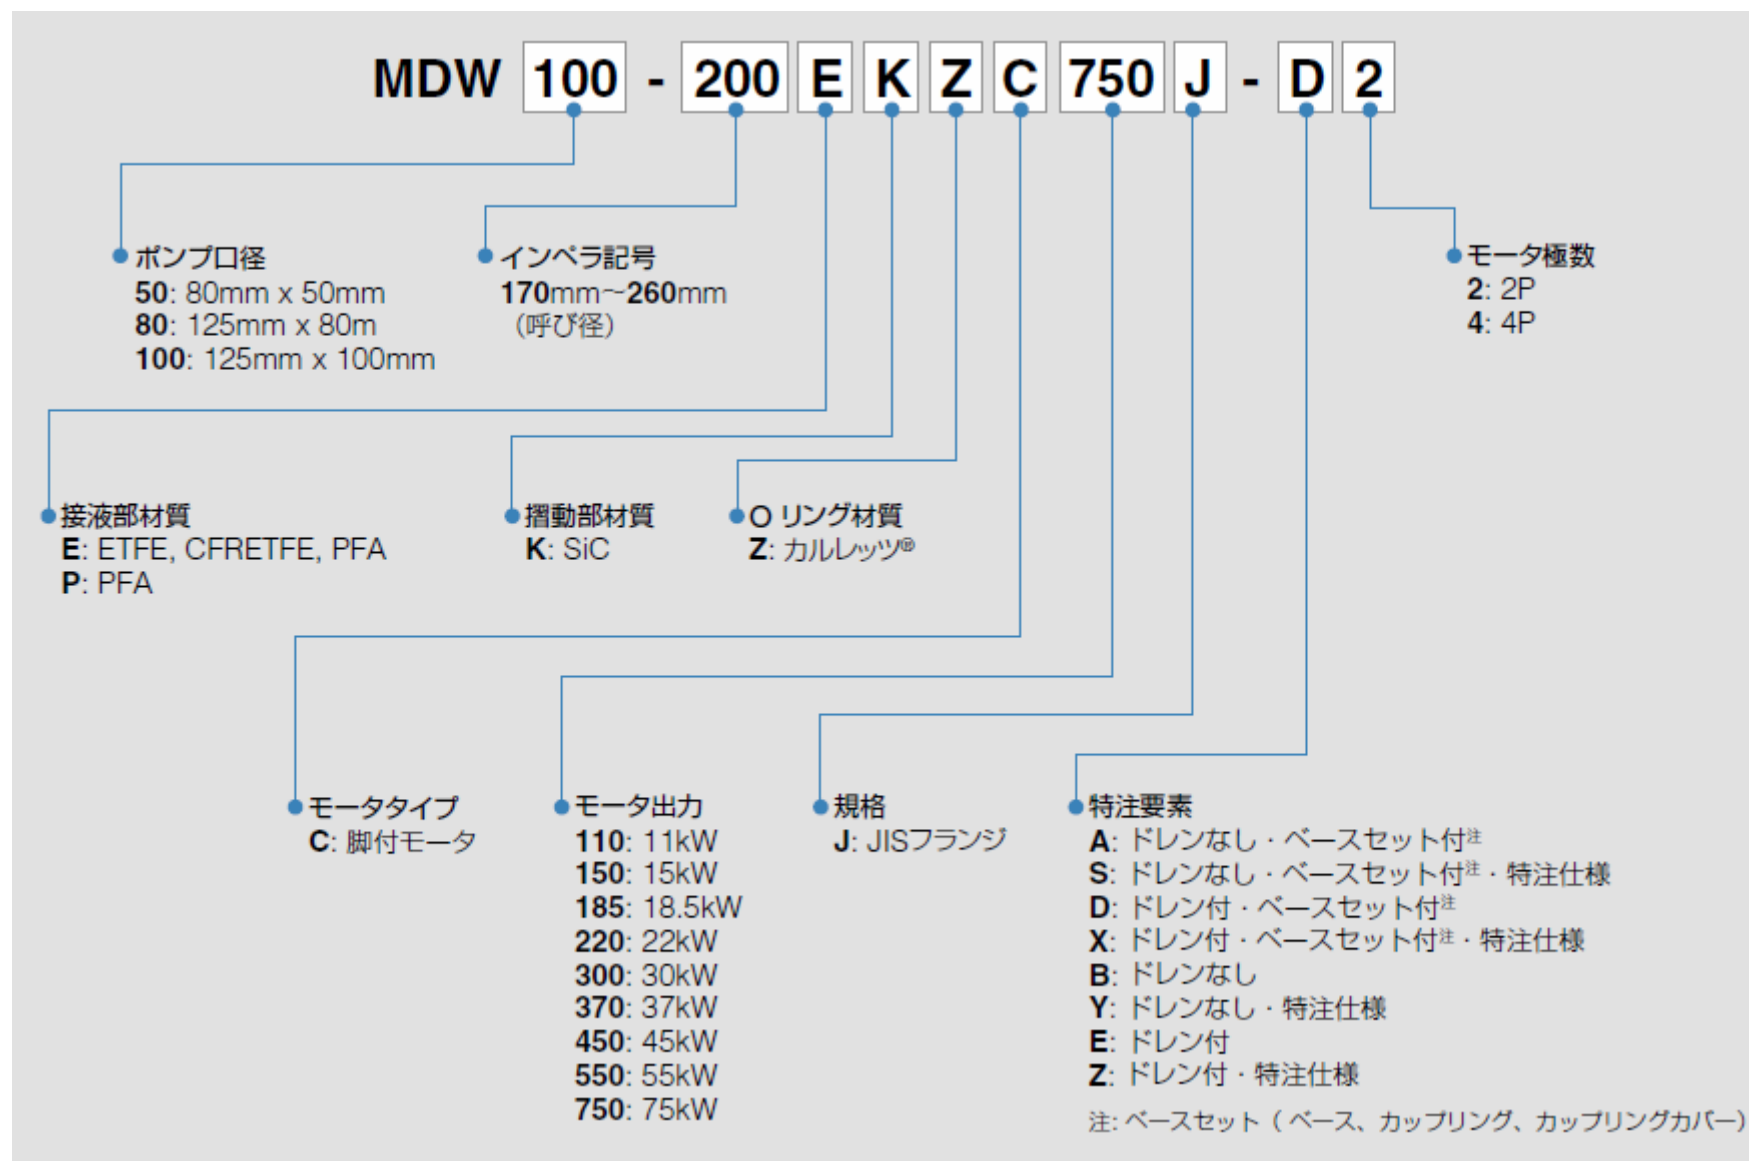 MDW 100 - 200 E K Z C 750 J - D 2
ポンプ口径
50: 80mm x 50mm
80: 125mm x 80m
100: 125mm x 100mm
インペラ記号
170mm～260mm
（呼び径）
モータ極数
2: 2P
4: 4P
接液部材質
E: ETFE, CFRETFE, PFA
P: PFA
摺動部材質
K: SiC
O リング材質
Z: カルレッツ®
モータタイプ
C: 脚付モータ
モータ出力
110: 11kW
150: 15kW
185: 18.5kW
220: 22kW
300: 30kW
370: 37kW
450: 45kW
550: 55kW
750: 75kW
規格
J: JISフランジ
特注要素
A: ドレンなし・ベースセット付注
S: ドレンなし・ベースセット付注・特注仕様
D: ドレン付・ベースセット付注
X: ドレン付・ベースセット付注・特注仕様
B: ドレンなし
Y: ドレンなし・特注仕様
E: ドレン付
Z: ドレン付・特注仕様
注: ベースセット（ ベース、カップリング、カップリングカバー）